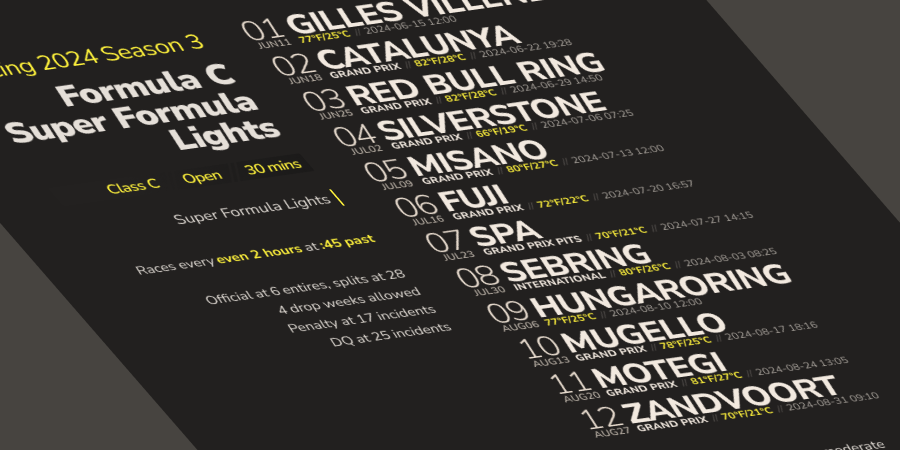 ing 2024 Season 3
Formula C
Super Formula
Lights
Class C Open 30 mins
Super Formula Lights
Races every even 2 hours at :45 past
Official at 6 entires, splits at 28
4 drop weeks allowed
Penalty at 17 incidents
DQ at 25 incidents
01 GILLES VILLEN
JUN11 77°F/25°C // 2024-06-15 12:00
02 CATALUNYA
JUN18 GRAND PRIX // 82°F/28°C // 2024-06-22 19:28
03 RED BULL RING
JUN25 GRAND PRIX // 82°F/28°C // 2024-06-29 14:50
04 SILVERSTONE
JUL02 GRAND PRIX // 66°F/19°C // 2024-07-06 07:25
05 MISANO
JUL09 GRAND PRIX // 80°F/27°C // 2024-07-13 12:00
06 FUJI
JUL16 GRAND PRIX // 72°F/22°C // 2024-07-20 16:57
07 SPA
JUL23 GRAND PRIX PITS // 70°F/21°C // 2024-07-27 14:15
08 SEBRING
JUL30 INTERNATIONAL // 80°F/26°C // 2024-08-03 08:25
09 HUNGARORING
AUG06 77°F/25°C // 2024-08-10 12:00
10 MUGELLO
AUG13 GRAND PRIX // 78°F/25°C // 2024-08-17 18:16
11 MOTEGI
AUG20 GRAND PRIX // 81°F/27°C // 2024-08-24 13:05
12 ZANDVOORT
AUG27 GRAND PRIX // 70°F/21°C // 2024-08-31 09:10
moderate